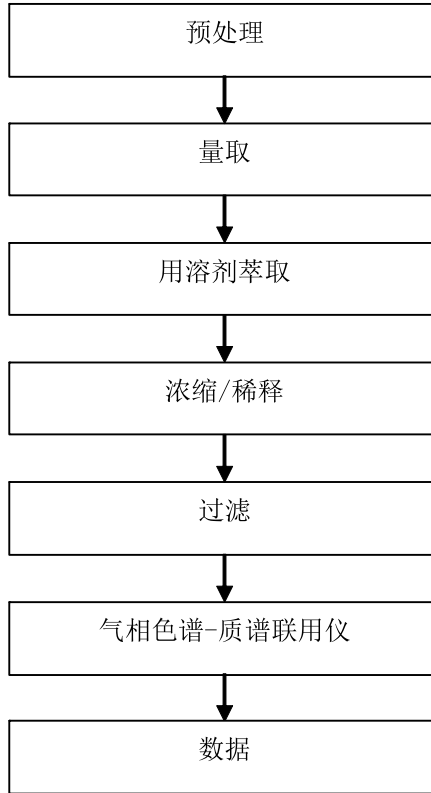 预处理
量取
用溶剂萃取
浓缩/稀释
过滤
气相色谱-质谱联用仪
数据